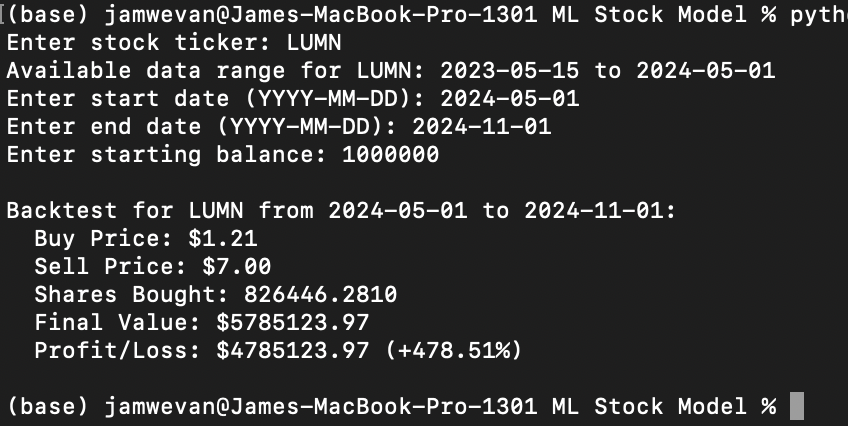 (base) jamwevan@James-MacBook-Pro-1301 ML Stock Model %
Enter stock ticker: LUMN
Available data range for LUMN: 2023-05-15 to 2024-05-01
Enter start date (YYYY-MM-DD): 2024-05-01
Enter end date (YYYY-MM-DD): 2024-11-01
Enter starting balance: 1000000
Backtest for LUMN from 2024-05-01 to 2024-11-01:
Buy Price: $1.21
Sell Price: $7.00
Shares Bought: 826446.2810
Final Value: $5785123.97
Profit/Loss: $4785123.97 (+478.51%)
(base) jamwevan@James-MacBook-Pro-1301 ML Stock Model %